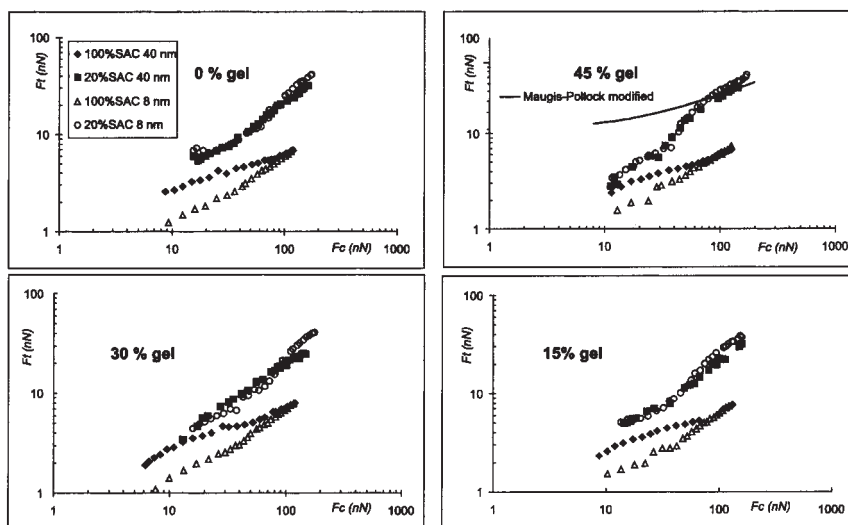 100
Ft (nN)
100%SAC 40 nm
20%SAC 40 nm
100%SAC 8 nm
20%SAC 8 nm
0 % gel
10
1
1 10 100 1000
Fc (nN)
100
Ft (nN)
45 % gel
Maugis-Pollock modified
10
1
1 10 100 1000
Fc (nN)
100
Ft (nN)
30 % gel
10
1
1 10 100 1000
Fc (nN)
100
Ft (nN)
15% gel
10
1
1 10 100 1000
Fc (nN)